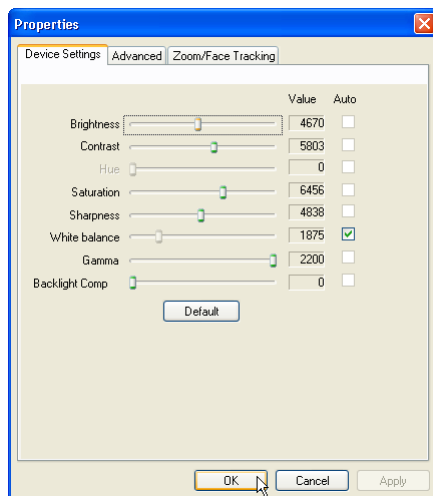 Properties
Device Settings Advanced Zoom/Face Tracking
Value Auto
Brightness 4670
Contrast 5803
Hue 0
Saturation 6456
Sharpness 4838
White balance 1875
Gamma 2200
Backlight Comp 0
Default
OK Cancel Apply